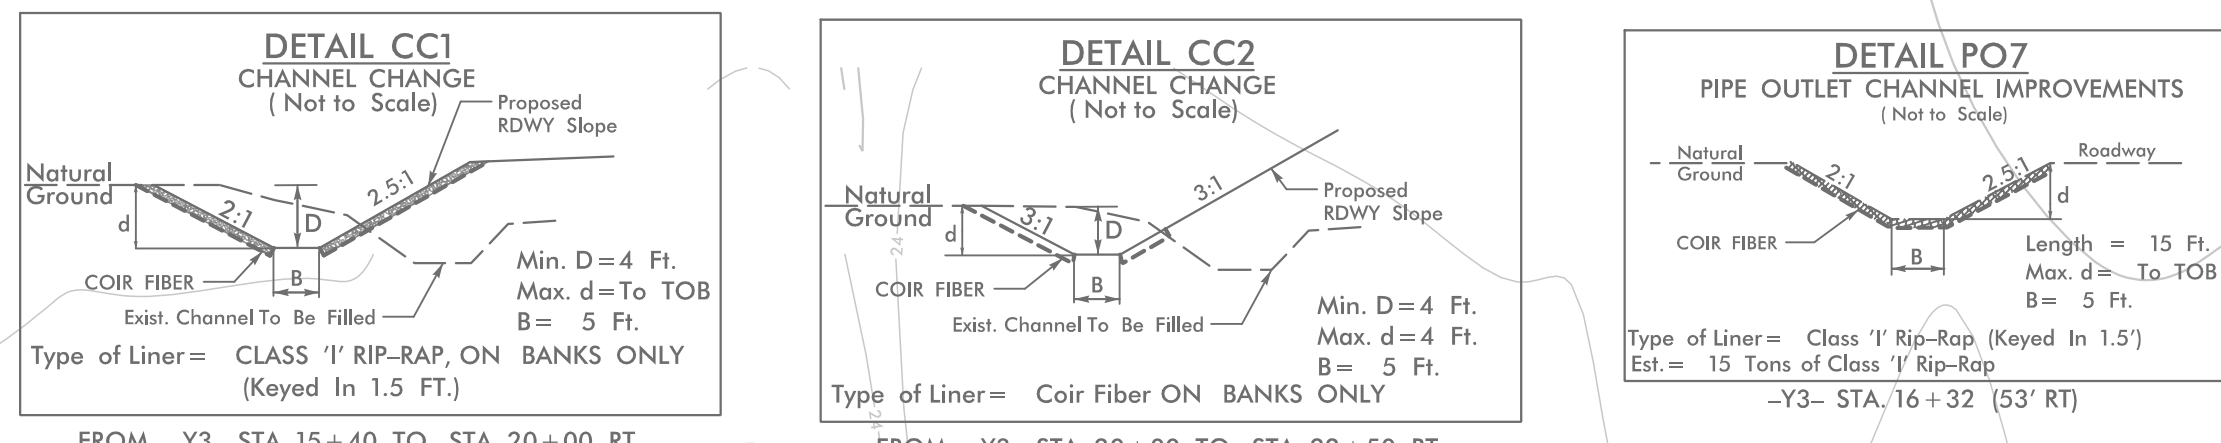 DETAIL CC1
CHANNEL CHANGE
( Not to Scale)
Proposed
RDWY Slope
Natural
Ground
d
2:1
D
2.5:1
COIR FIBER
B
Min. D=4 Ft.
Max. d=To TOB
B= 5 Ft.
Exist. Channel To Be Filled
Type of Liner= CLASS 'I' RIP-RAP, ON BANKS ONLY
(Keyed In 1.5 FT.)
DETAIL CC2
CHANNEL CHANGE
( Not to Scale)
Natural
Ground
d
3:1
D
3:1
Proposed
RDWY Slope
24
COIR FIBER
B
Min. D=4 Ft.
Max. d=4 Ft.
B= 5 Ft.
Exist. Channel To Be Filled
Type of Liner= Coir Fiber ON BANKS ONLY
24
DETAIL PO7
PIPE OUTLET CHANNEL IMPROVEMENTS
( Not to Scale)
Natural
Ground
2:1
2.5:1
Roadway
d
COIR FIBER
B
Length = 15 Ft.
Max. d= To TOB
B= 5 Ft.
Type of Liner= Class 'I' Rip-Rap (Keyed In 1.5')
Est.= 15 Tons of Class 'I' Rip-Rap
-Y3- STA. 16+32 (53' RT)